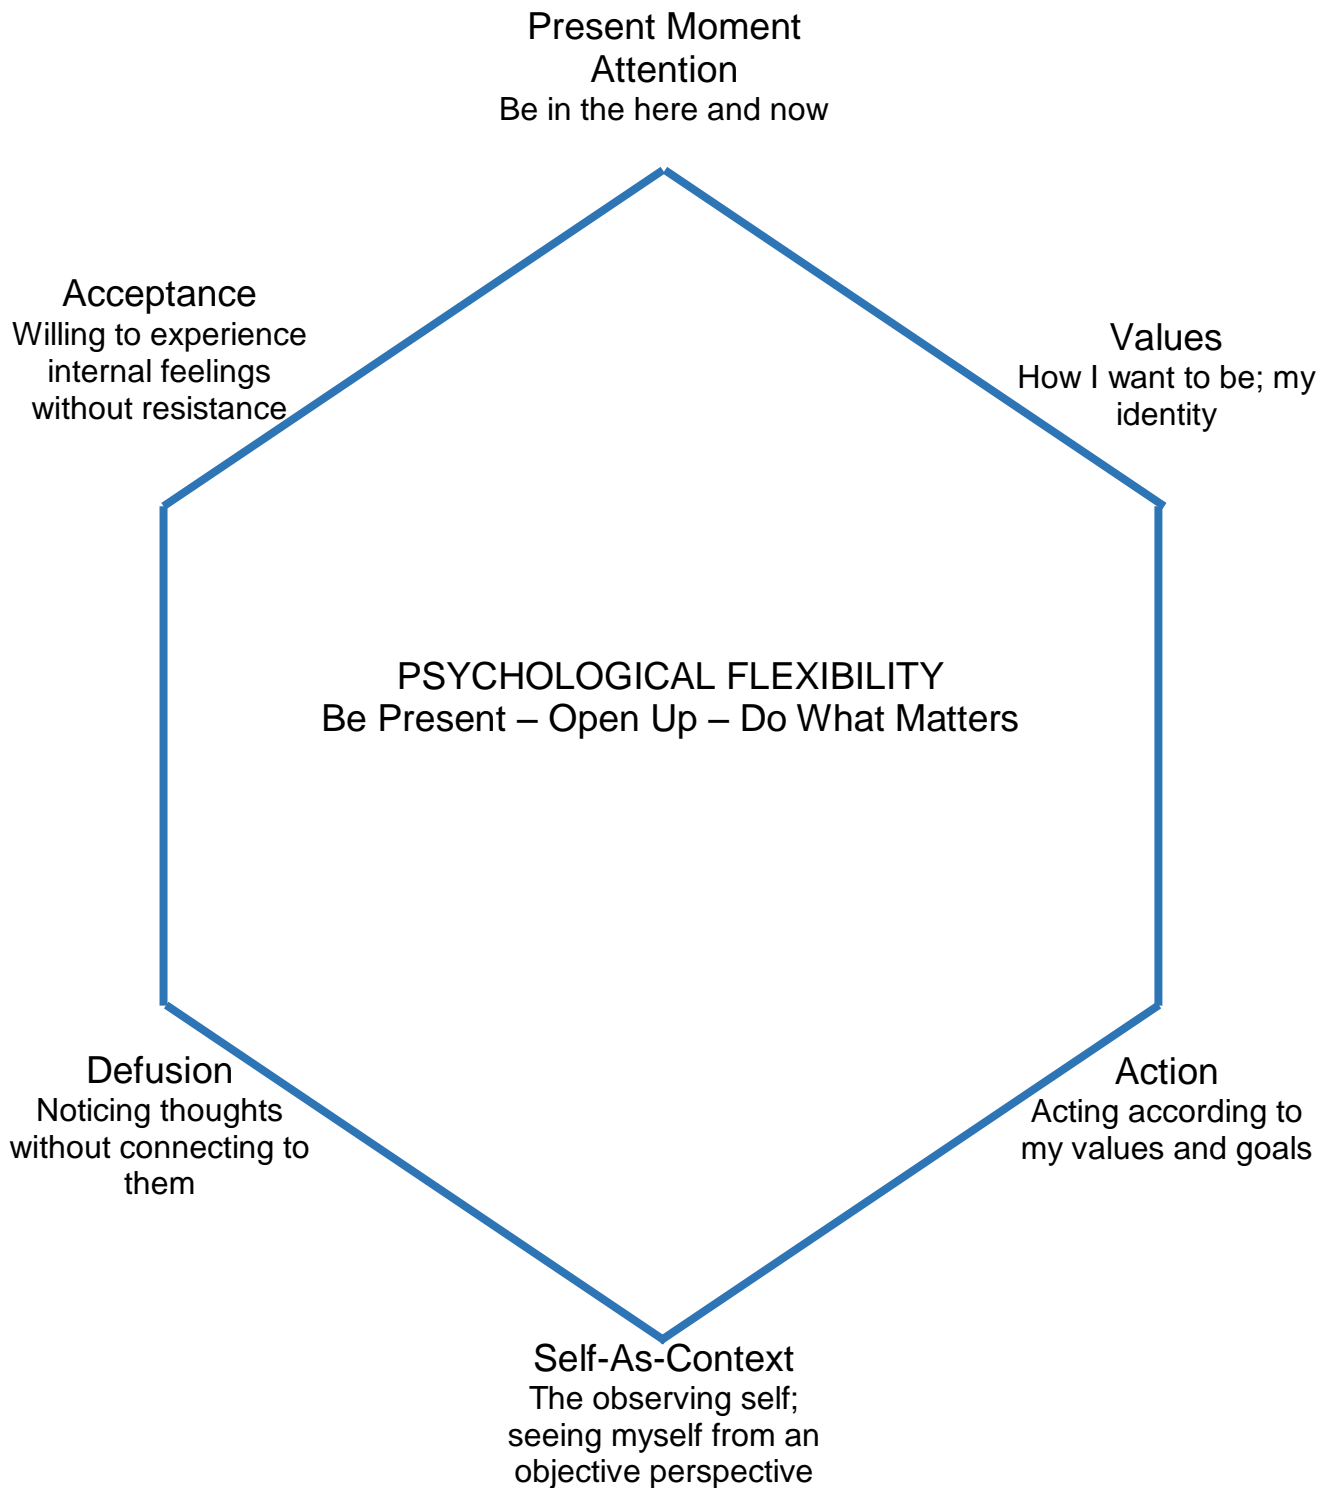 Present Moment
Attention
Be in the here and now
Acceptance
Willing to experience
internal feelings
without resistance
Values
How I want to be; my
identity
PSYCHOLOGICAL FLEXIBILITY
Be Present – Open Up – Do What Matters
Defusion
Noticing thoughts
without connecting to
them
Action
Acting according to
my values and goals
Self-As-Context
The observing self;
seeing myself from an
objective perspective